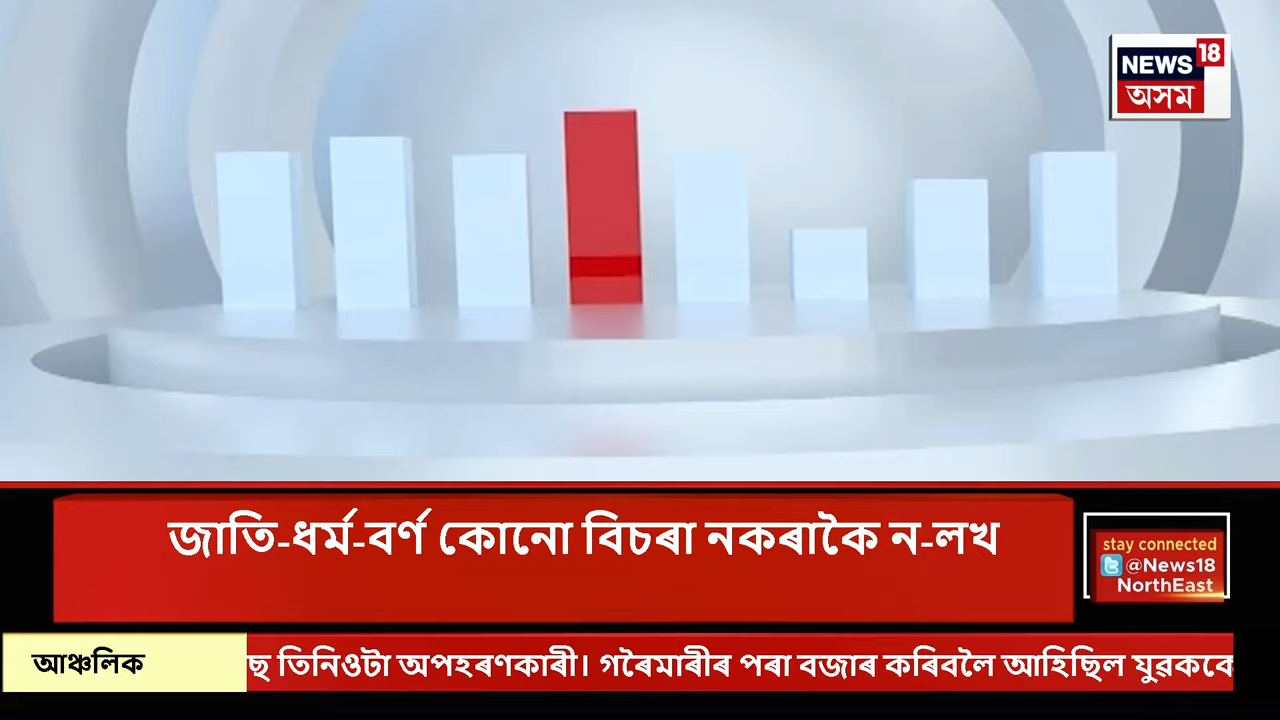 NEWS 18
অসম
জাতি-ধৰ্ম-বৰ্ণ কোনো বিচৰা নকৰাকৈ ন-লখ
stay connected
@News18
NorthEast
আঞ্চলিক
ছ তিনিওটা অপহৰণকাৰী। গৰৈমাৰীৰ পৰা বজাৰ কৰিবলৈ আহিছিল যুৱককে